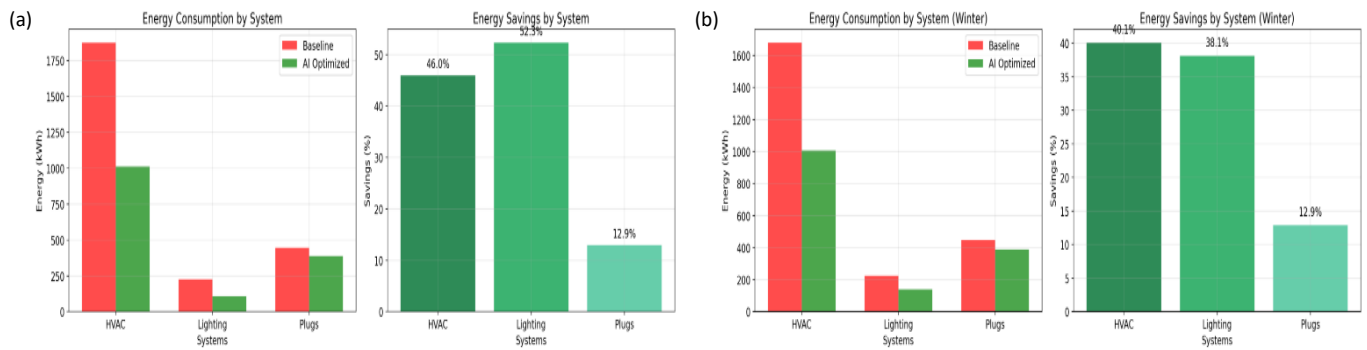 (a)
Energy Consumption by System
Baseline
AI Optimized
Energy (kWh)
1750
1500
1250
1000
750
500
250
0
HVAC
Lighting
Plugs
Systems
Energy Savings by System
Savings (%)
50
40
30
20
10
0
46.0%
52.3%
12.9%
HVAC
Lighting
Plugs
Systems
(b)
Energy Consumption by System (Winter)
Baseline
AI Optimized
Energy (kWh)
1600
1400
1200
1000
800
600
400
200
0
HVAC
Lighting
Plugs
Systems
Energy Savings by System (Winter)
Savings (%)
40
35
30
25
20
15
10
5
0
40.1%
38.1%
12.9%
HVAC
Lighting
Plugs
Systems